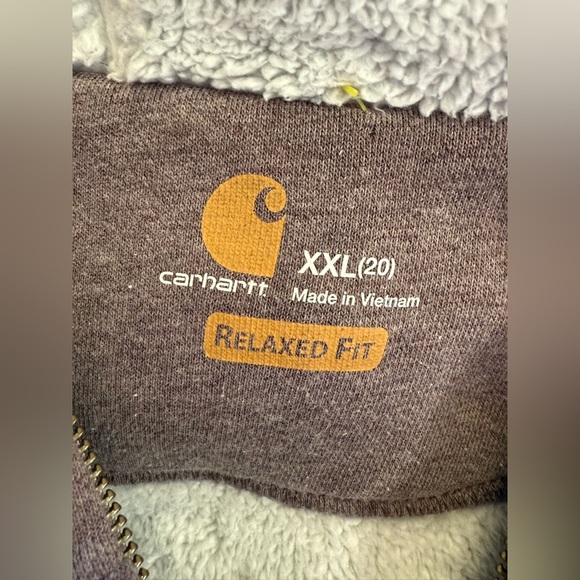 carhartt
XXL(20)
Made in Vietnam
RELAXED FIT